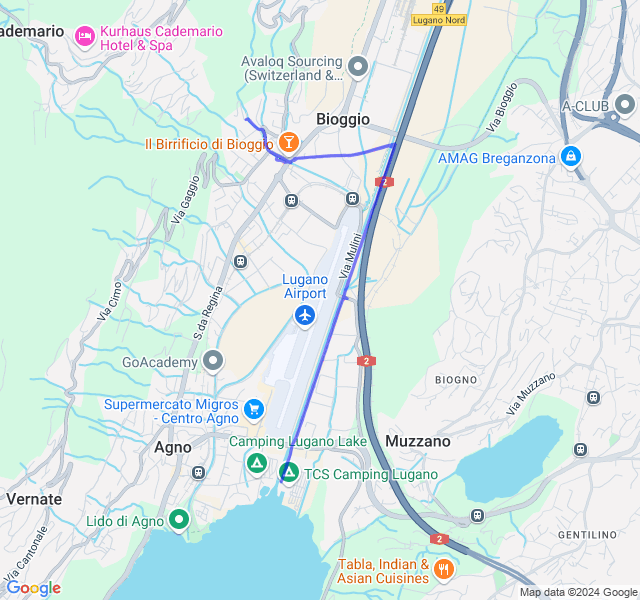 49
Lugano Nord
ademario
Kurhaus Cademario
Hotel & Spa
Avaloq Sourcing
(Switzerland &...
A-CLUB
Via Bioggio
Bioggio
Il Birrificio di Bioggio
AMAG Breganzona
2
Via Gaggio
Via Mulini
Via Cimo
S.da Regina
Lugano
Airport
GoAcademy
2
BIOGNO
Via Muzzano
Supermercato Migros
- Centro Agno
Camping Lugano Lake
Muzzano
Agno
TCS Camping Lugano
Vernate
Lido di Agno
Via Cantonale
GENTILINO
2
Tabla, Indian &
Asian Cuisines
Google
Map data ©2024 Google